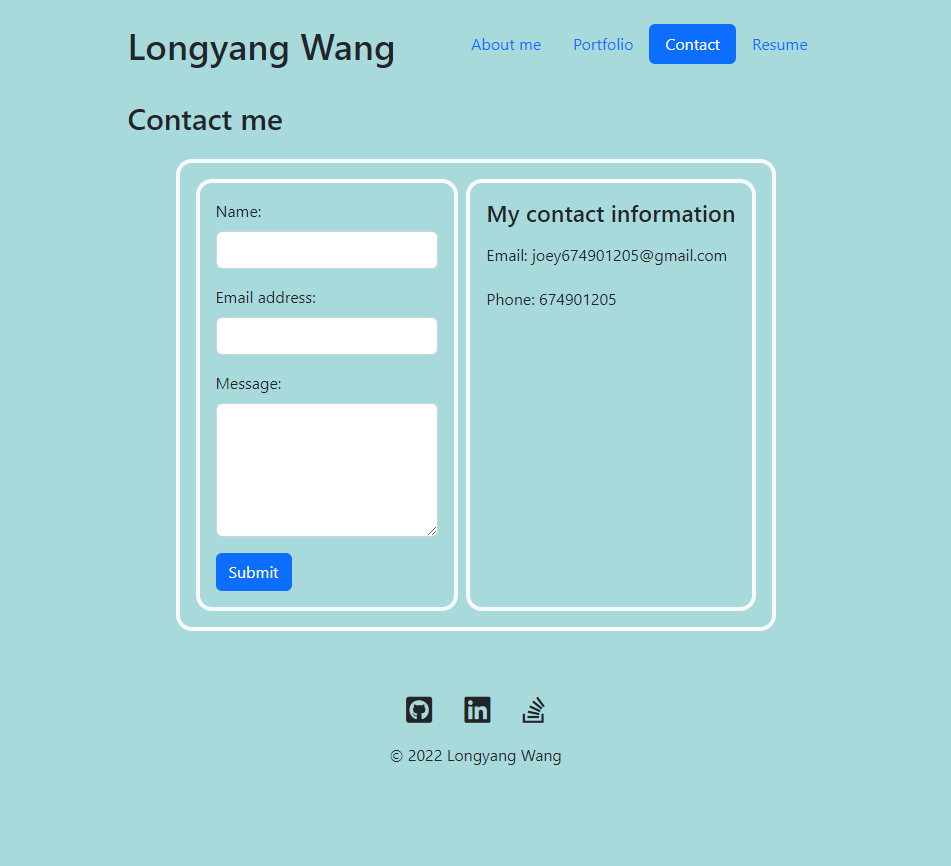 Longyang Wang
About me
Portfolio
Contact
Resume
Contact me
Name:
Email address:
Message:
Submit
My contact information
Email: joey674901205@gmail.com
Phone: 674901205
in
© 2022 Longyang Wang